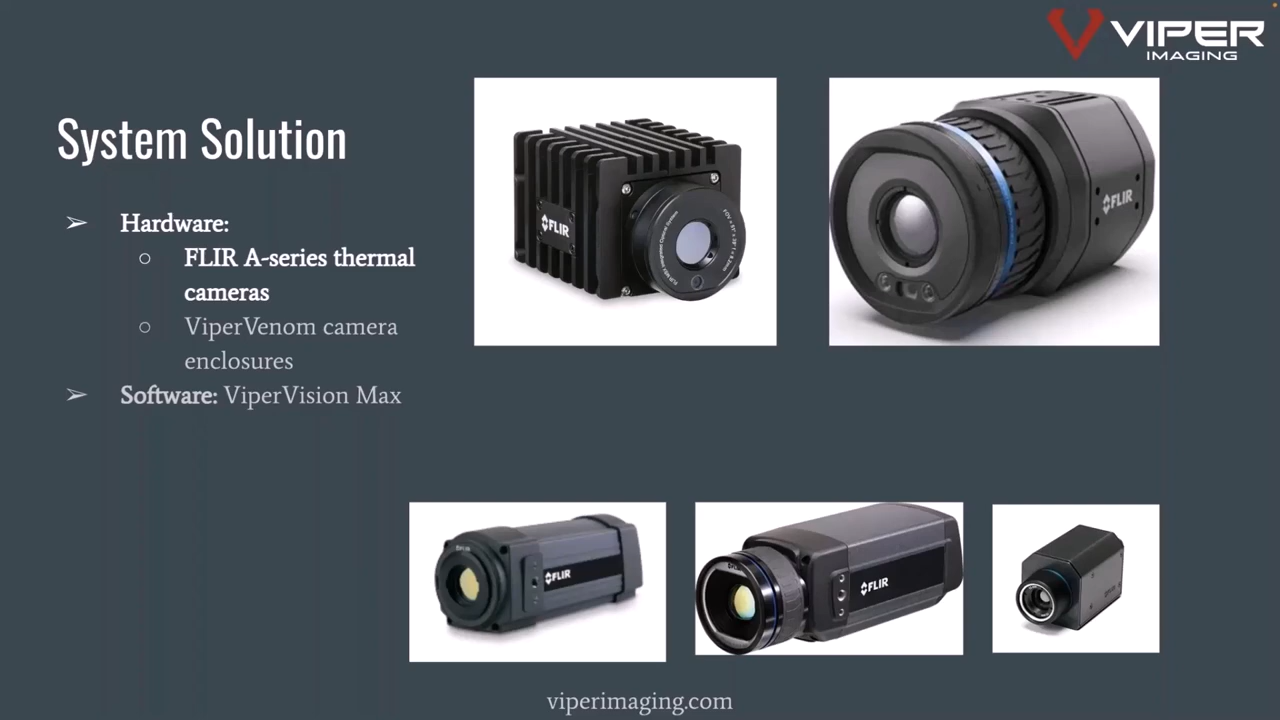 VIPER
IMAGING
System Solution
➢ Hardware:
○ FLIR A-series thermal
cameras
○ ViperVenom camera
enclosures
➢ Software: ViperVision Max
FLIR
FLIR
FLIR
FLIR
viperimaging.com